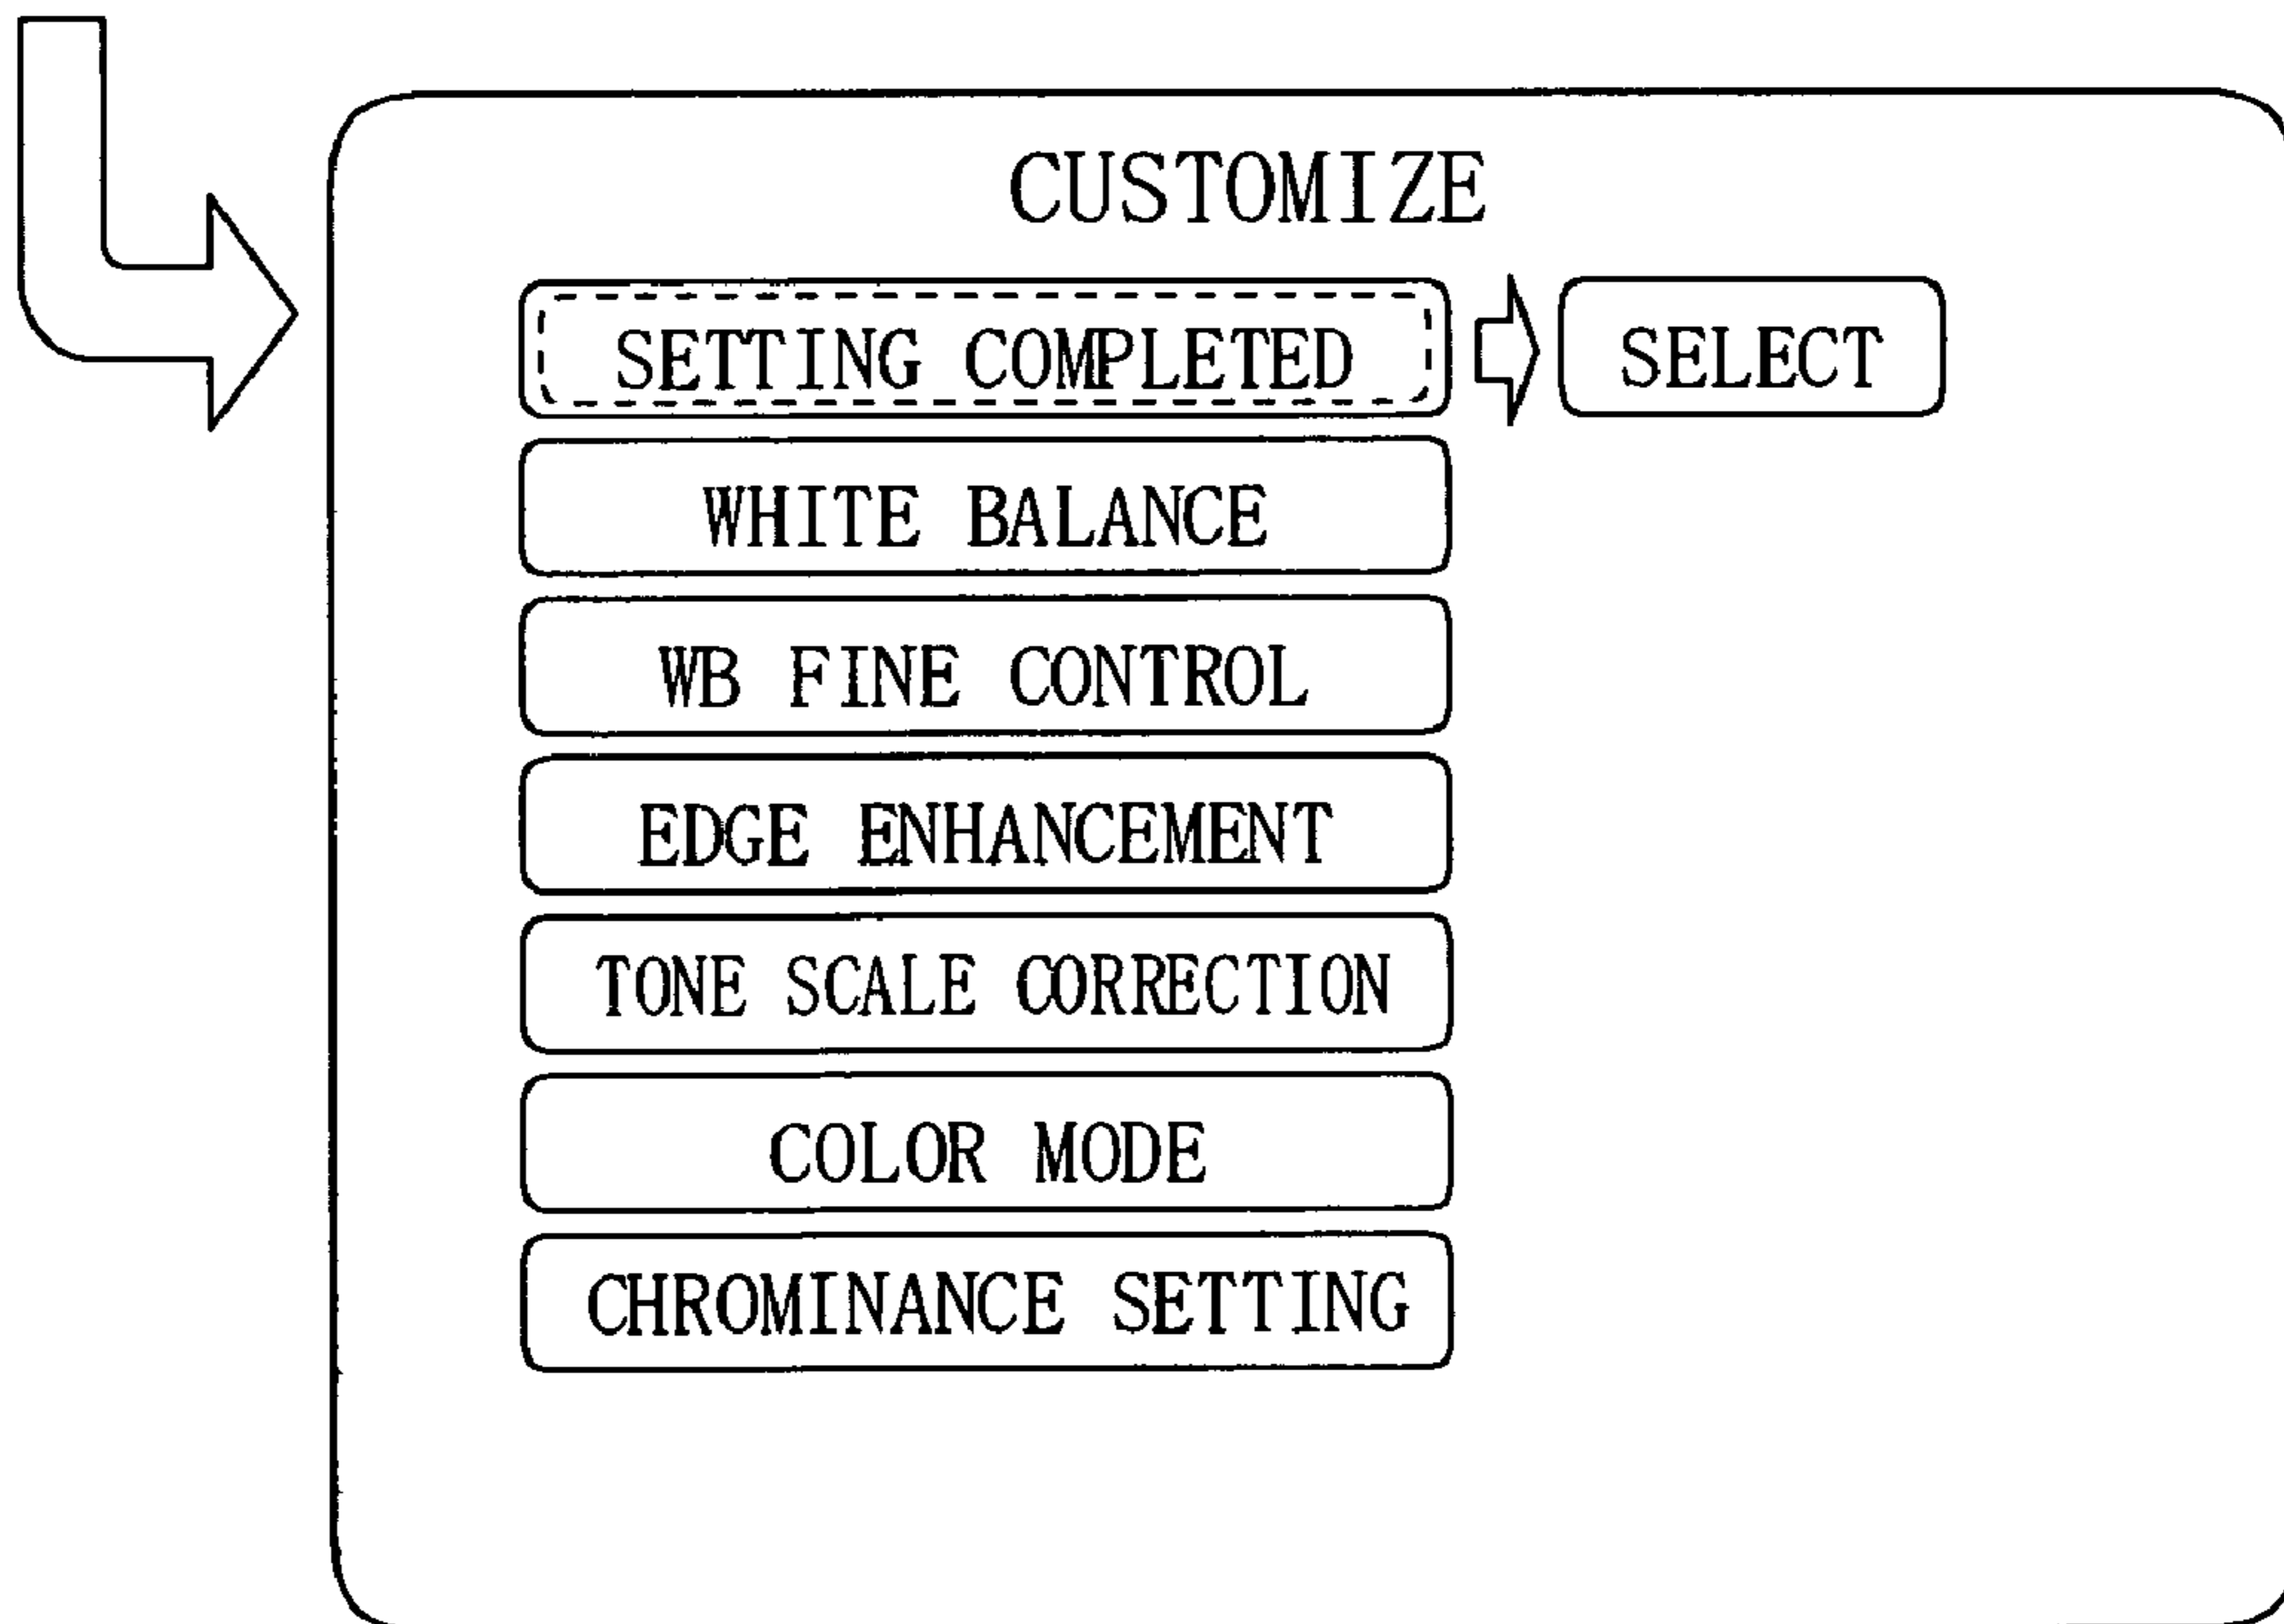 CUSTOMIZE
SETTING COMPLETED SELECT
WHITE BALANCE
WB FINE CONTROL
EDGE ENHANCEMENT
TONE SCALE CORRECTION
COLOR MODE
CHROMINANCE SETTING